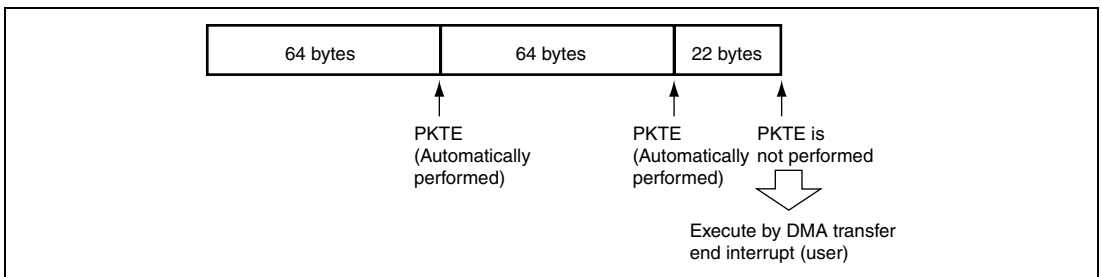 64 bytes
64 bytes
22 bytes
PKTE
(Automatically
performed)
PKTE
(Automatically
performed)
PKTE is
not performed
Execute by DMA transfer
end interrupt (user)